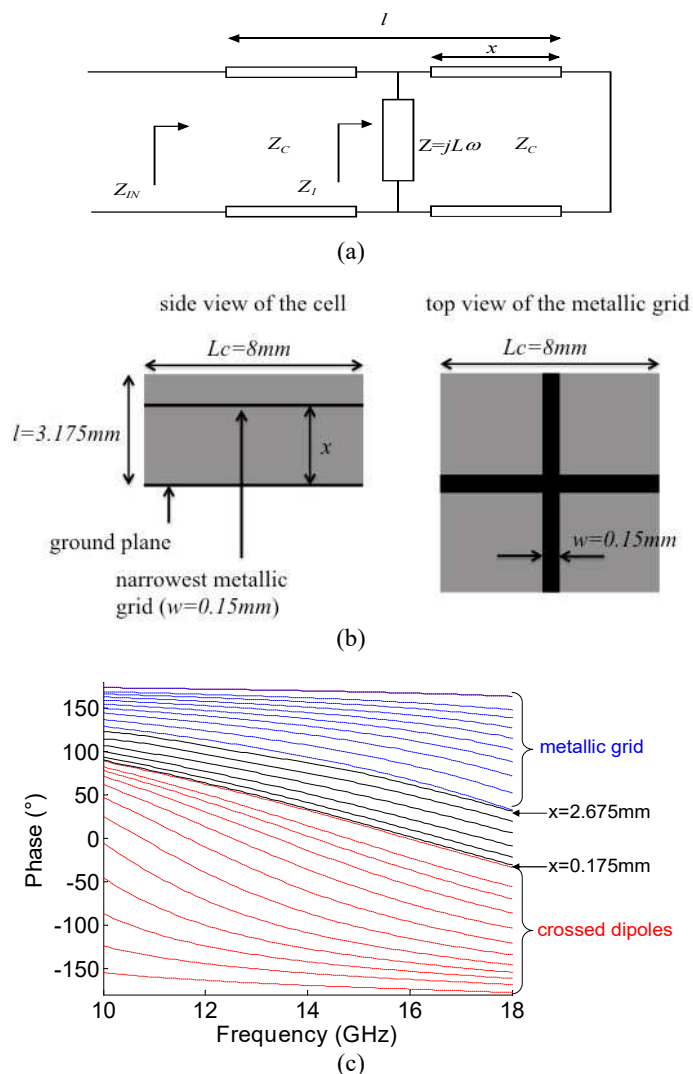 l
x
Z_C
Z_IN
Z_1
Z=jLω
Z_C
(a)
side view of the cell
top view of the metallic grid
Lc=8mm
Lc=8mm
l=3.175mm
x
w=0.15mm
ground plane
narrowest metallic
grid (w=0.15mm)
(b)
150
100
50
0
-50
-100
-150
Phase (°)
metallic grid
x=2.675mm
x=0.175mm
crossed dipoles
10
12
14
16
18
Frequency (GHz)
(c)